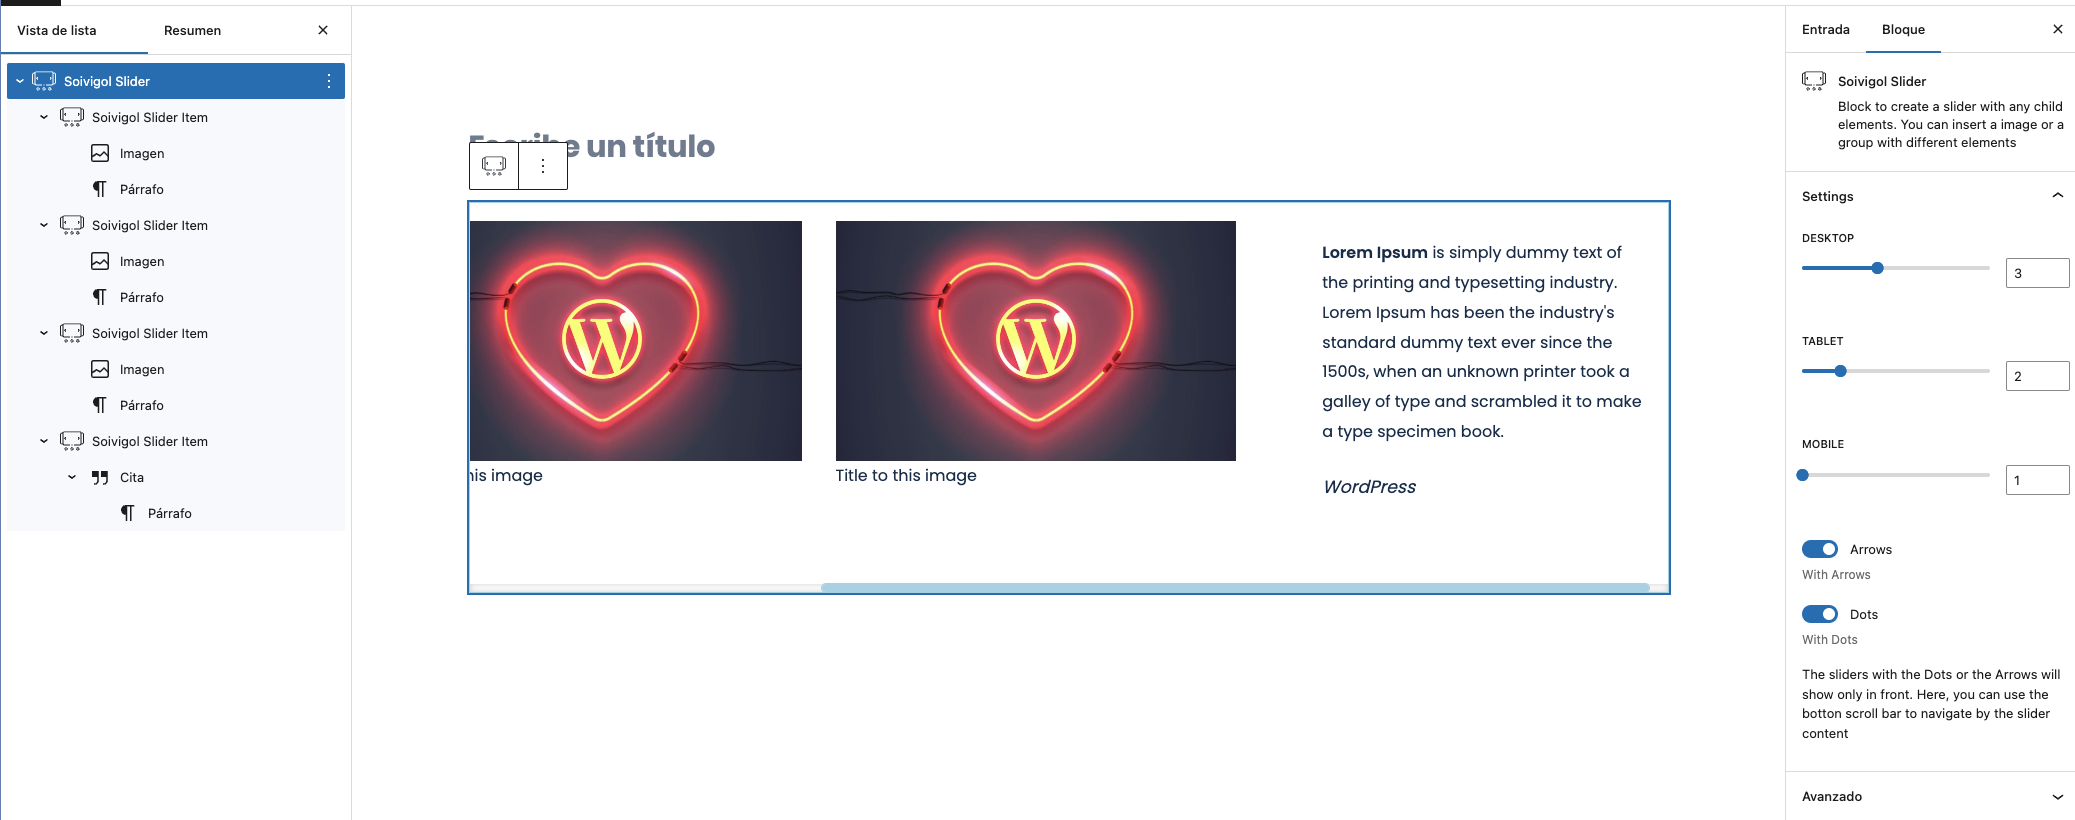 Vista de lista
Resumen
Soivigol Slider
Soivigol Slider Item
Imagen
Párrafo
Soivigol Slider Item
Imagen
Párrafo
Soivigol Slider Item
Imagen
Párrafo
Soivigol Slider Item
Cita
Párrafo
un título
his image
Title to this image
Lorem Ipsum is simply dummy text of
the printing and typesetting industry.
Lorem Ipsum has been the industry's
standard dummy text ever since the
1500s, when an unknown printer took a
galley of type and scrambled it to make
a type specimen book.
WordPress
Entrada
Bloque
Soivigol Slider
Block to create a slider with any child
elements. You can insert a image or a
group with different elements
Settings
DESKTOP
3
TABLET
2
MOBILE
1
Arrows
With Arrows
Dots
With Dots
The sliders with the Dots or the Arrows will
show only in front. Here, you can use the
botton scroll bar to navigate by the slider
content
Avanzado